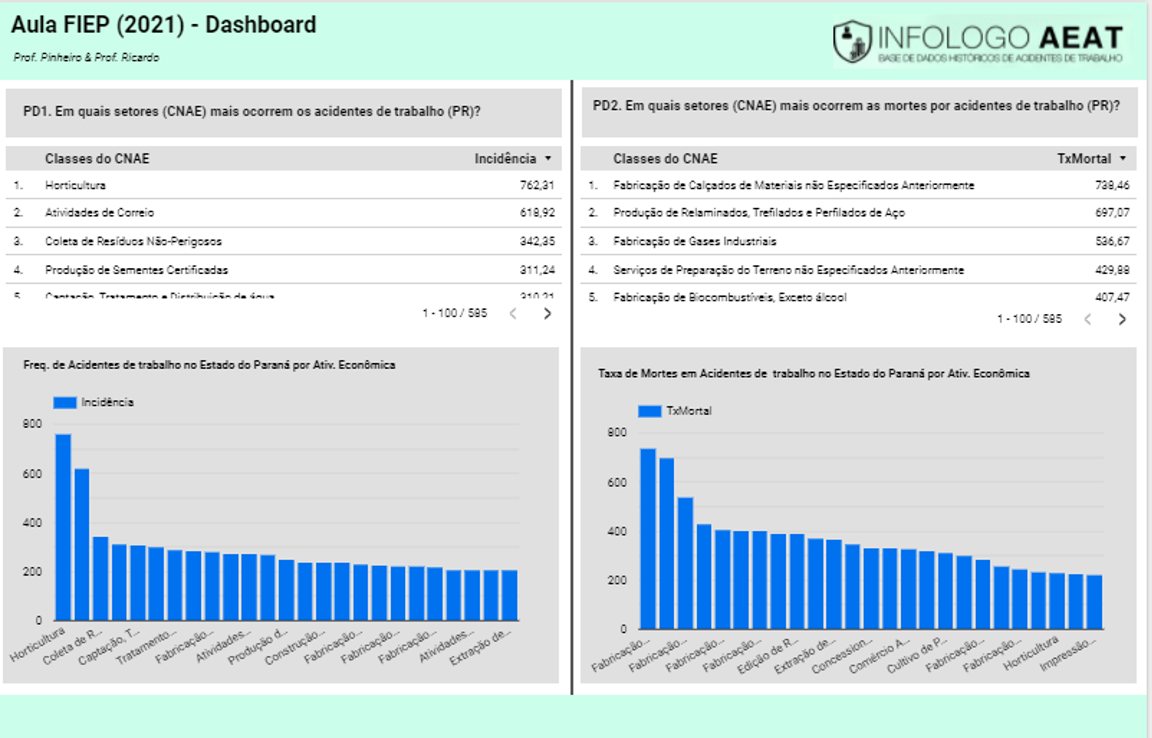 Aula FIEP (2021) - Dashboard
Prof. Pinheiro & Prof. Ricardo
INFOLOGO AEAT
BASE DE DADOS HISTÓRICOS DE ACIDENTES DE TRABALHO
PD1. Em quais setores (CNAE) mais ocorrem os acidentes de trabalho (PR)?
Classes do CNAE Incidência
1. Horticultura 762,31
2. Atividades de Correio 618,92
3. Coleta de Resíduos Não-Perigosos 342,35
4. Produção de Sementes Certificadas 311,24
5. Captação, Tratamento e Distribuição de água 310,21
1 - 100 / 585
Freq. de Acidentes de trabalho no Estado do Paraná por Ativ. Econômica
Incidência
800
600
400
200
0
Horticultura
Coleta de R...
Captação, T...
Tratamento...
Fabricação...
Atividades...
Produção d...
Construção...
Fabricação...
Fabricação...
Fabricação...
Atividades...
Extração de...
PD2. Em quais setores (CNAE) mais ocorrem as mortes por acidentes de trabalho (PR)?
Classes do CNAE TxMortal
1. Fabricação de Calçados de Materiais não Especificados Anteriormente 738,46
2. Produção de Relaminados, Trefilados e Perfilados de Aço 697,07
3. Fabricação de Gases Industriais 536,67
4. Serviços de Preparação do Terreno não Especificados Anteriormente 429,88
5. Fabricação de Biocombustíveis, Exceto álcool 407,47
1 - 100 / 585
Taxa de Mortes em Acidentes de trabalho no Estado do Paraná por Ativ. Econômica
TxMortal
800
600
400
200
0
Fabricação...
Fabricação...
Fabricação...
Fabricação...
Edição de R...
Extração de...
Concession...
Comércio A...
Cultivo de P...
Fabricação...
Fabricação...
Horticultura
Impressão...